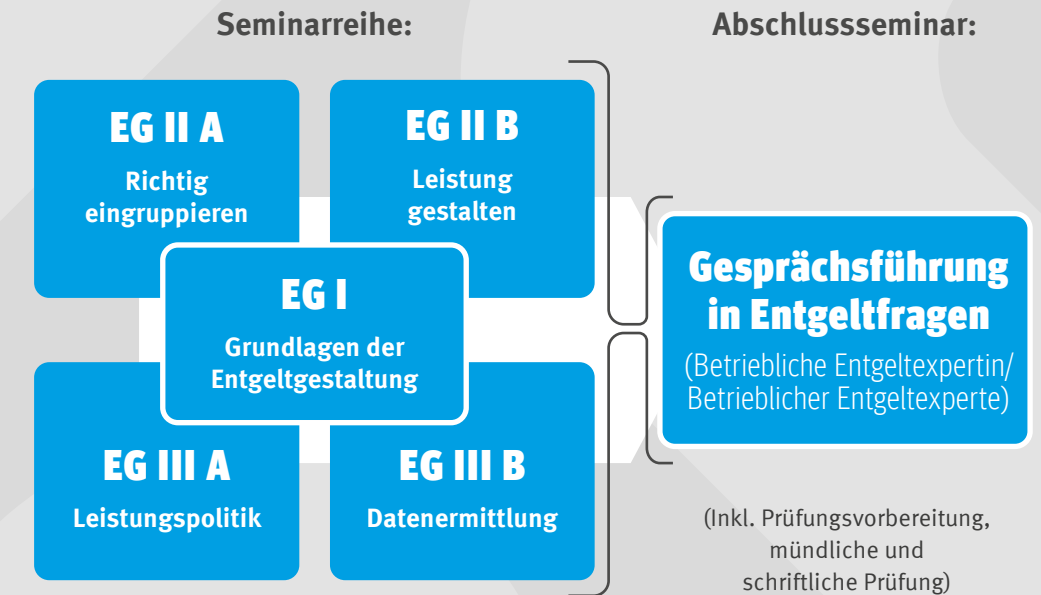 Seminarreihe:
Abschlussseminar:
EG II A
Richtig
eingruppieren
EG II B
Leistung
gestalten
EG I
Grundlagen der
Entgeltgestaltung
EG III A
Leistungspolitik
EG III B
Datenermittlung
Gesprächsführung
in Entgeltfragen
(Betriebliche Entgeltexpertin/
Betrieblicher Entgeltexperte)
(Inkl. Prüfungsvorbereitung,
mündliche und
schriftliche Prüfung)